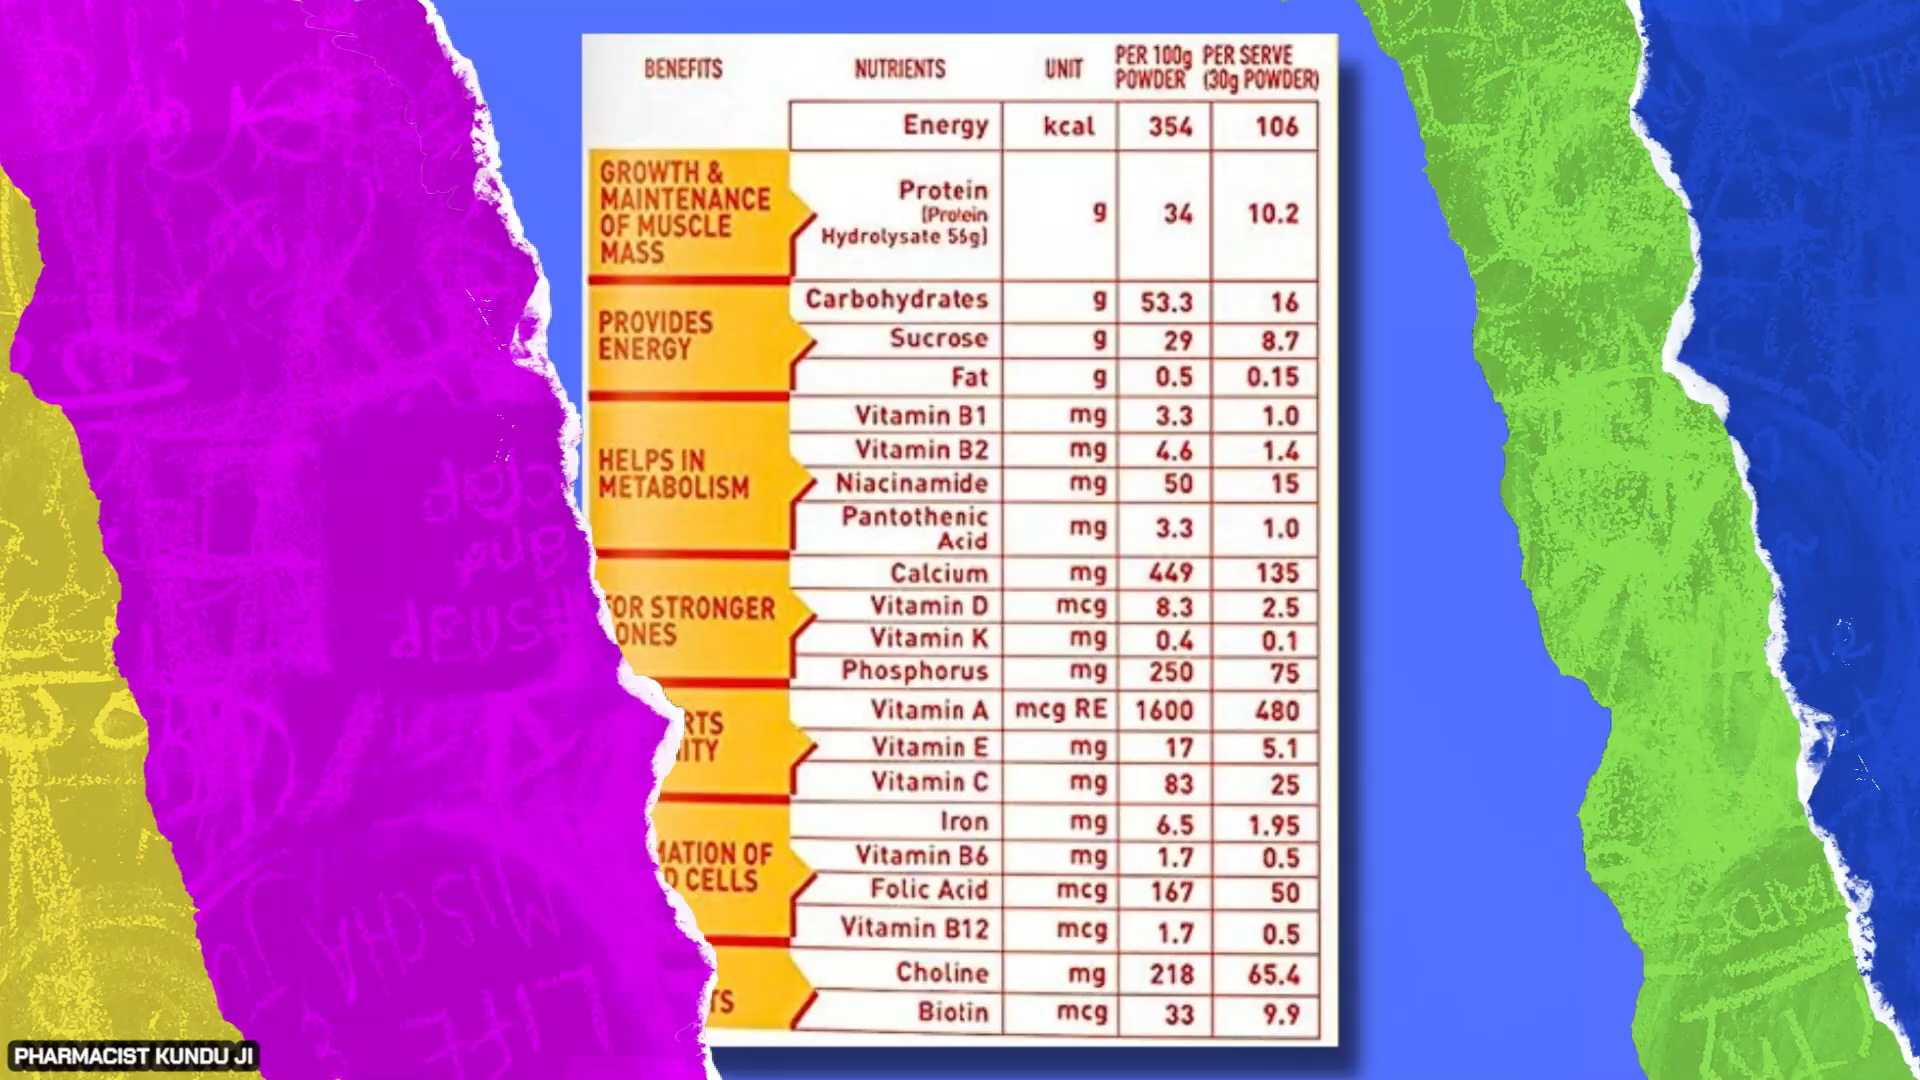 BENEFITS NUTRIENTS UNIT PER 100g POWDER PER SERVE (30g POWDER)
Energy kcal 354 106
GROWTH & MAINTENANCE OF MUSCLE MASS
Protein (Protein Hydrolysate 56g) g 34 10.2
PROVIDES ENERGY
Carbohydrates g 53.3 16
Sucrose g 29 8.7
Fat g 0.5 0.15
HELPS IN METABOLISM
Vitamin B1 mg 3.3 1.0
Vitamin B2 mg 4.6 1.4
Niacinamide mg 50 15
Pantothenic Acid mg 3.3 1.0
OR STRONGER
ONES
Calcium mg 449 135
Vitamin D mcg 8.3 2.5
Vitamin K mg 0.4 0.1
Phosphorus mg 250 75
RTS
ITY
Vitamin A mcg RE 1600 480
Vitamin E mg 17 5.1
Vitamin C mg 83 25
MATION OF
D CELLS
Iron mg 6.5 1.95
Vitamin B6 mg 1.7 0.5
Folic Acid mcg 167 50
Vitamin B12 mcg 1.7 0.5
TS
Choline mg 218 65.4
Biotin mcg 33 9.9
PHARMACIST KUNDU JI